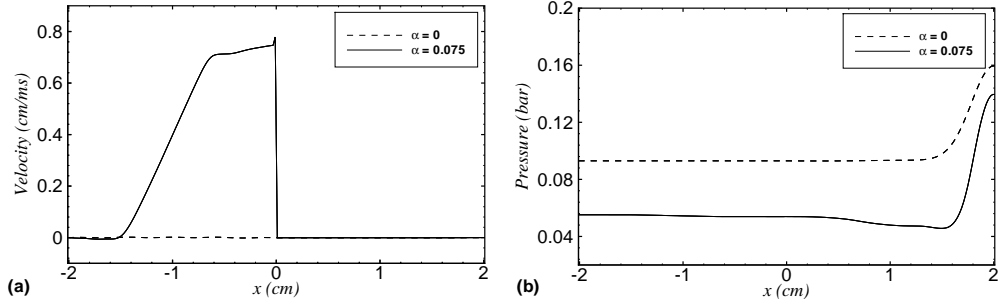 Velocity (cm/ms)
0.8
0.6
0.4
0.2
0
α = 0
α = 0.075
-2
-1
0
1
2
x (cm)
(a)
Pressure (bar)
0.2
0.16
0.12
0.08
0.04
α = 0
α = 0.075
-2
-1
0
1
2
x (cm)
(b)